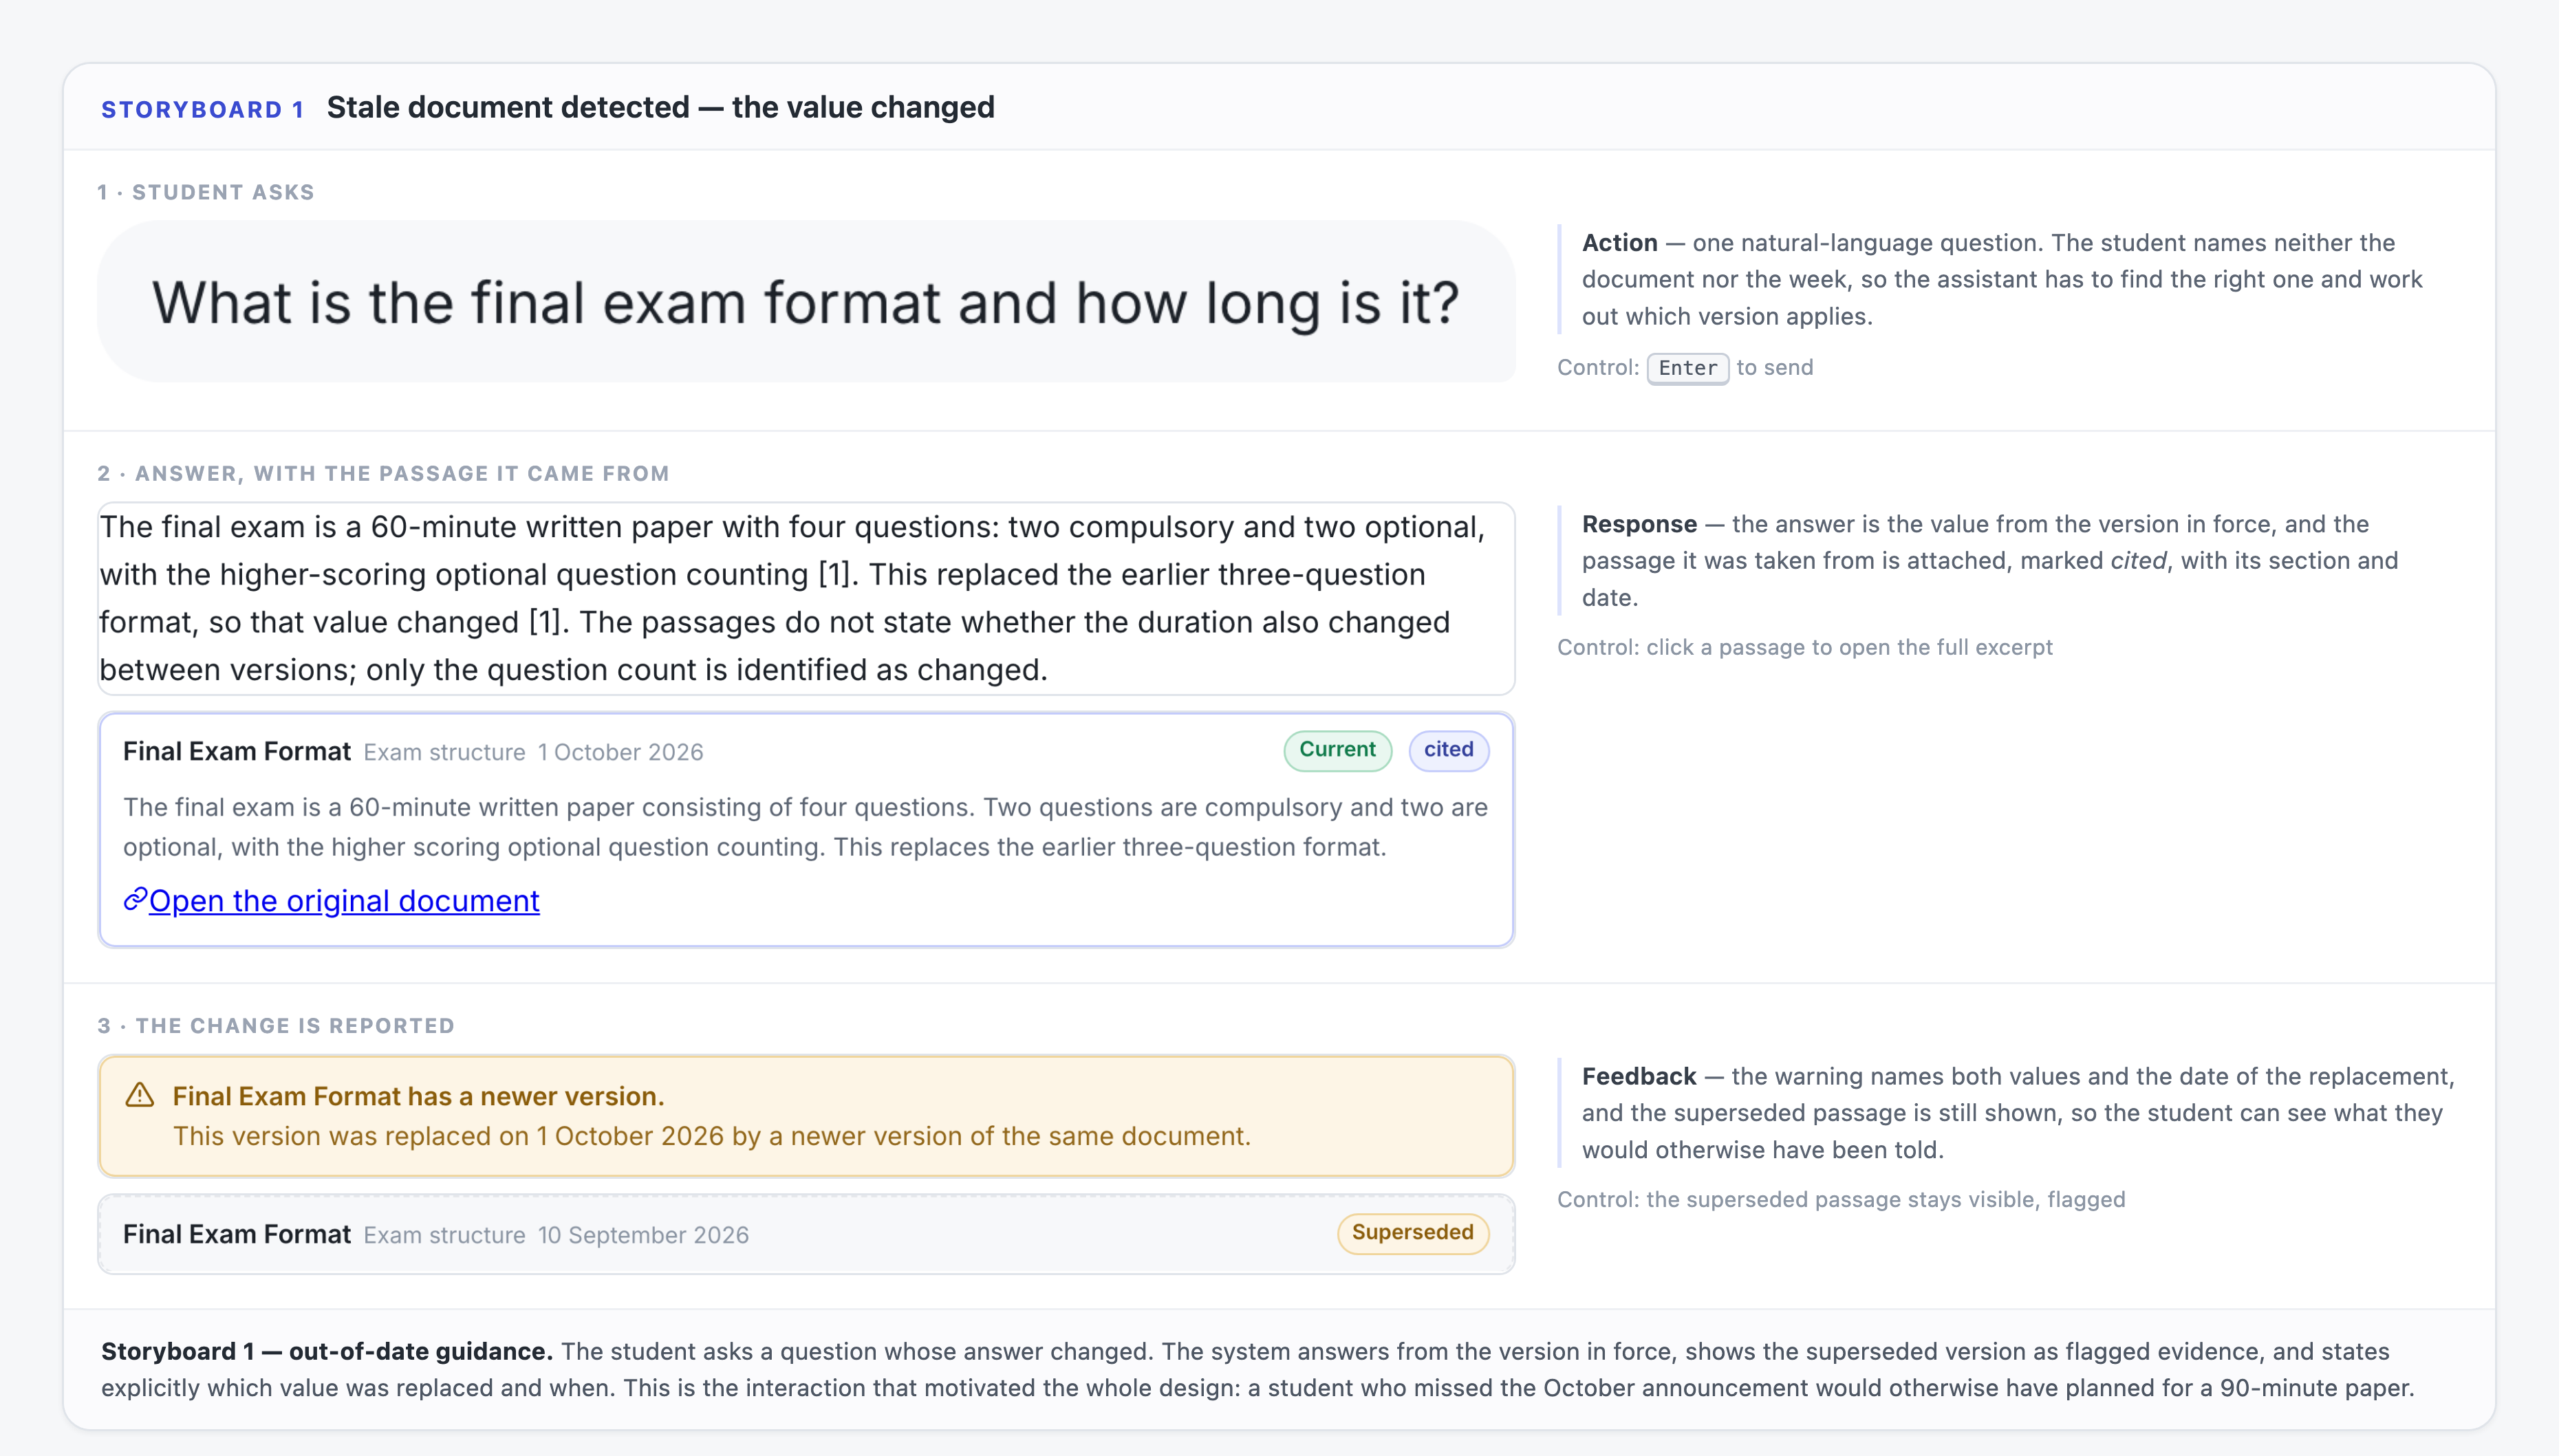 STORYBOARD 1 Stale document detected — the value changed
1 · STUDENT ASKS
What is the final exam format and how long is it?
Action — one natural-language question. The student names neither the
document nor the week, so the assistant has to find the right one and work
out which version applies.
Control: Enter to send
2 · ANSWER, WITH THE PASSAGE IT CAME FROM
The final exam is a 60-minute written paper with four questions: two compulsory and two optional,
with the higher-scoring optional question counting [1]. This replaced the earlier three-question
format, so that value changed [1]. The passages do not state whether the duration also changed
between versions; only the question count is identified as changed.
Response — the answer is the value from the version in force, and the
passage it was taken from is attached, marked cited, with its section and
date.
Control: click a passage to open the full excerpt
Final Exam Format Exam structure 1 October 2026 Current cited
The final exam is a 60-minute written paper consisting of four questions. Two questions are compulsory and two are
optional, with the higher scoring optional question counting. This replaces the earlier three-question format.
Open the original document
3 · THE CHANGE IS REPORTED
Final Exam Format has a newer version.
This version was replaced on 1 October 2026 by a newer version of the same document.
Feedback — the warning names both values and the date of the replacement,
and the superseded passage is still shown, so the student can see what they
would otherwise have been told.
Control: the superseded passage stays visible, flagged
Final Exam Format Exam structure 10 September 2026 Superseded
Storyboard 1 — out-of-date guidance. The student asks a question whose answer changed. The system answers from the version in force, shows the superseded version as flagged evidence, and states
explicitly which value was replaced and when. This is the interaction that motivated the whole design: a student who missed the October announcement would otherwise have planned for a 90-minute paper.